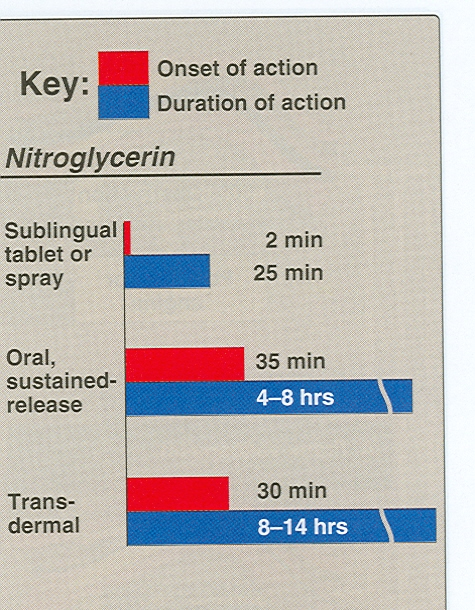 Key:
Onset of action
Duration of action
Nitroglycerin
Sublingual
tablet or
spray
2 min
25 min
Oral,
sustained-
release
35 min
4–8 hrs
Trans-
dermal
30 min
8–14 hrs